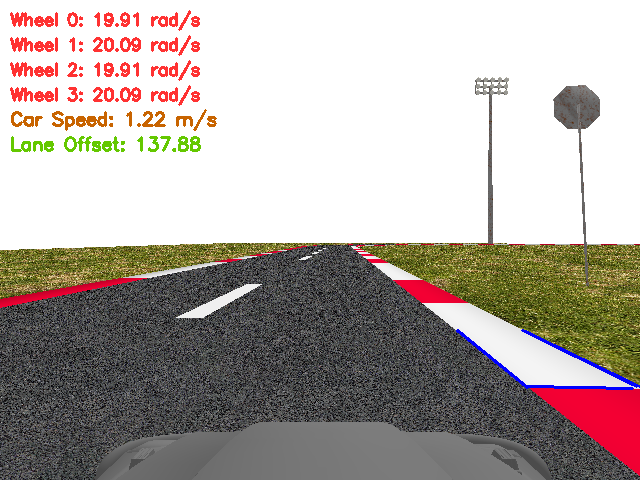 Wheel 0: 19.91 rad/s
Wheel 1: 20.09 rad/s
Wheel 2: 19.91 rad/s
Wheel 3: 20.09 rad/s
Car Speed: 1.22 m/s
Lane Offset: 137.88